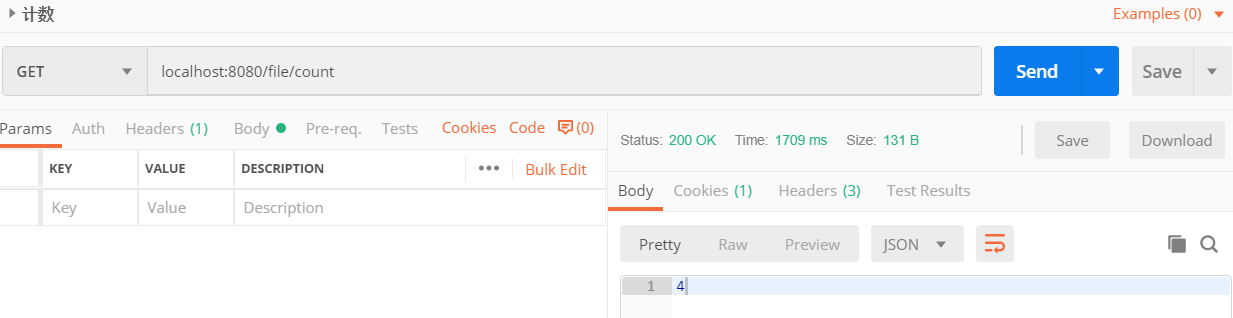 计数
Examples (0)
GET
localhost:8080/file/count
Send
Save
Params
Auth
Headers (1)
Body
Pre-req.
Tests
Cookies
Code
(0)
KEY
VALUE
DESCRIPTION
•••
Bulk Edit
Key
Value
Description
Status: 200 OK
Time: 1709 ms
Size: 131 B
Save
Download
Body
Cookies (1)
Headers (3)
Test Results
Pretty
Raw
Preview
JSON
1 4